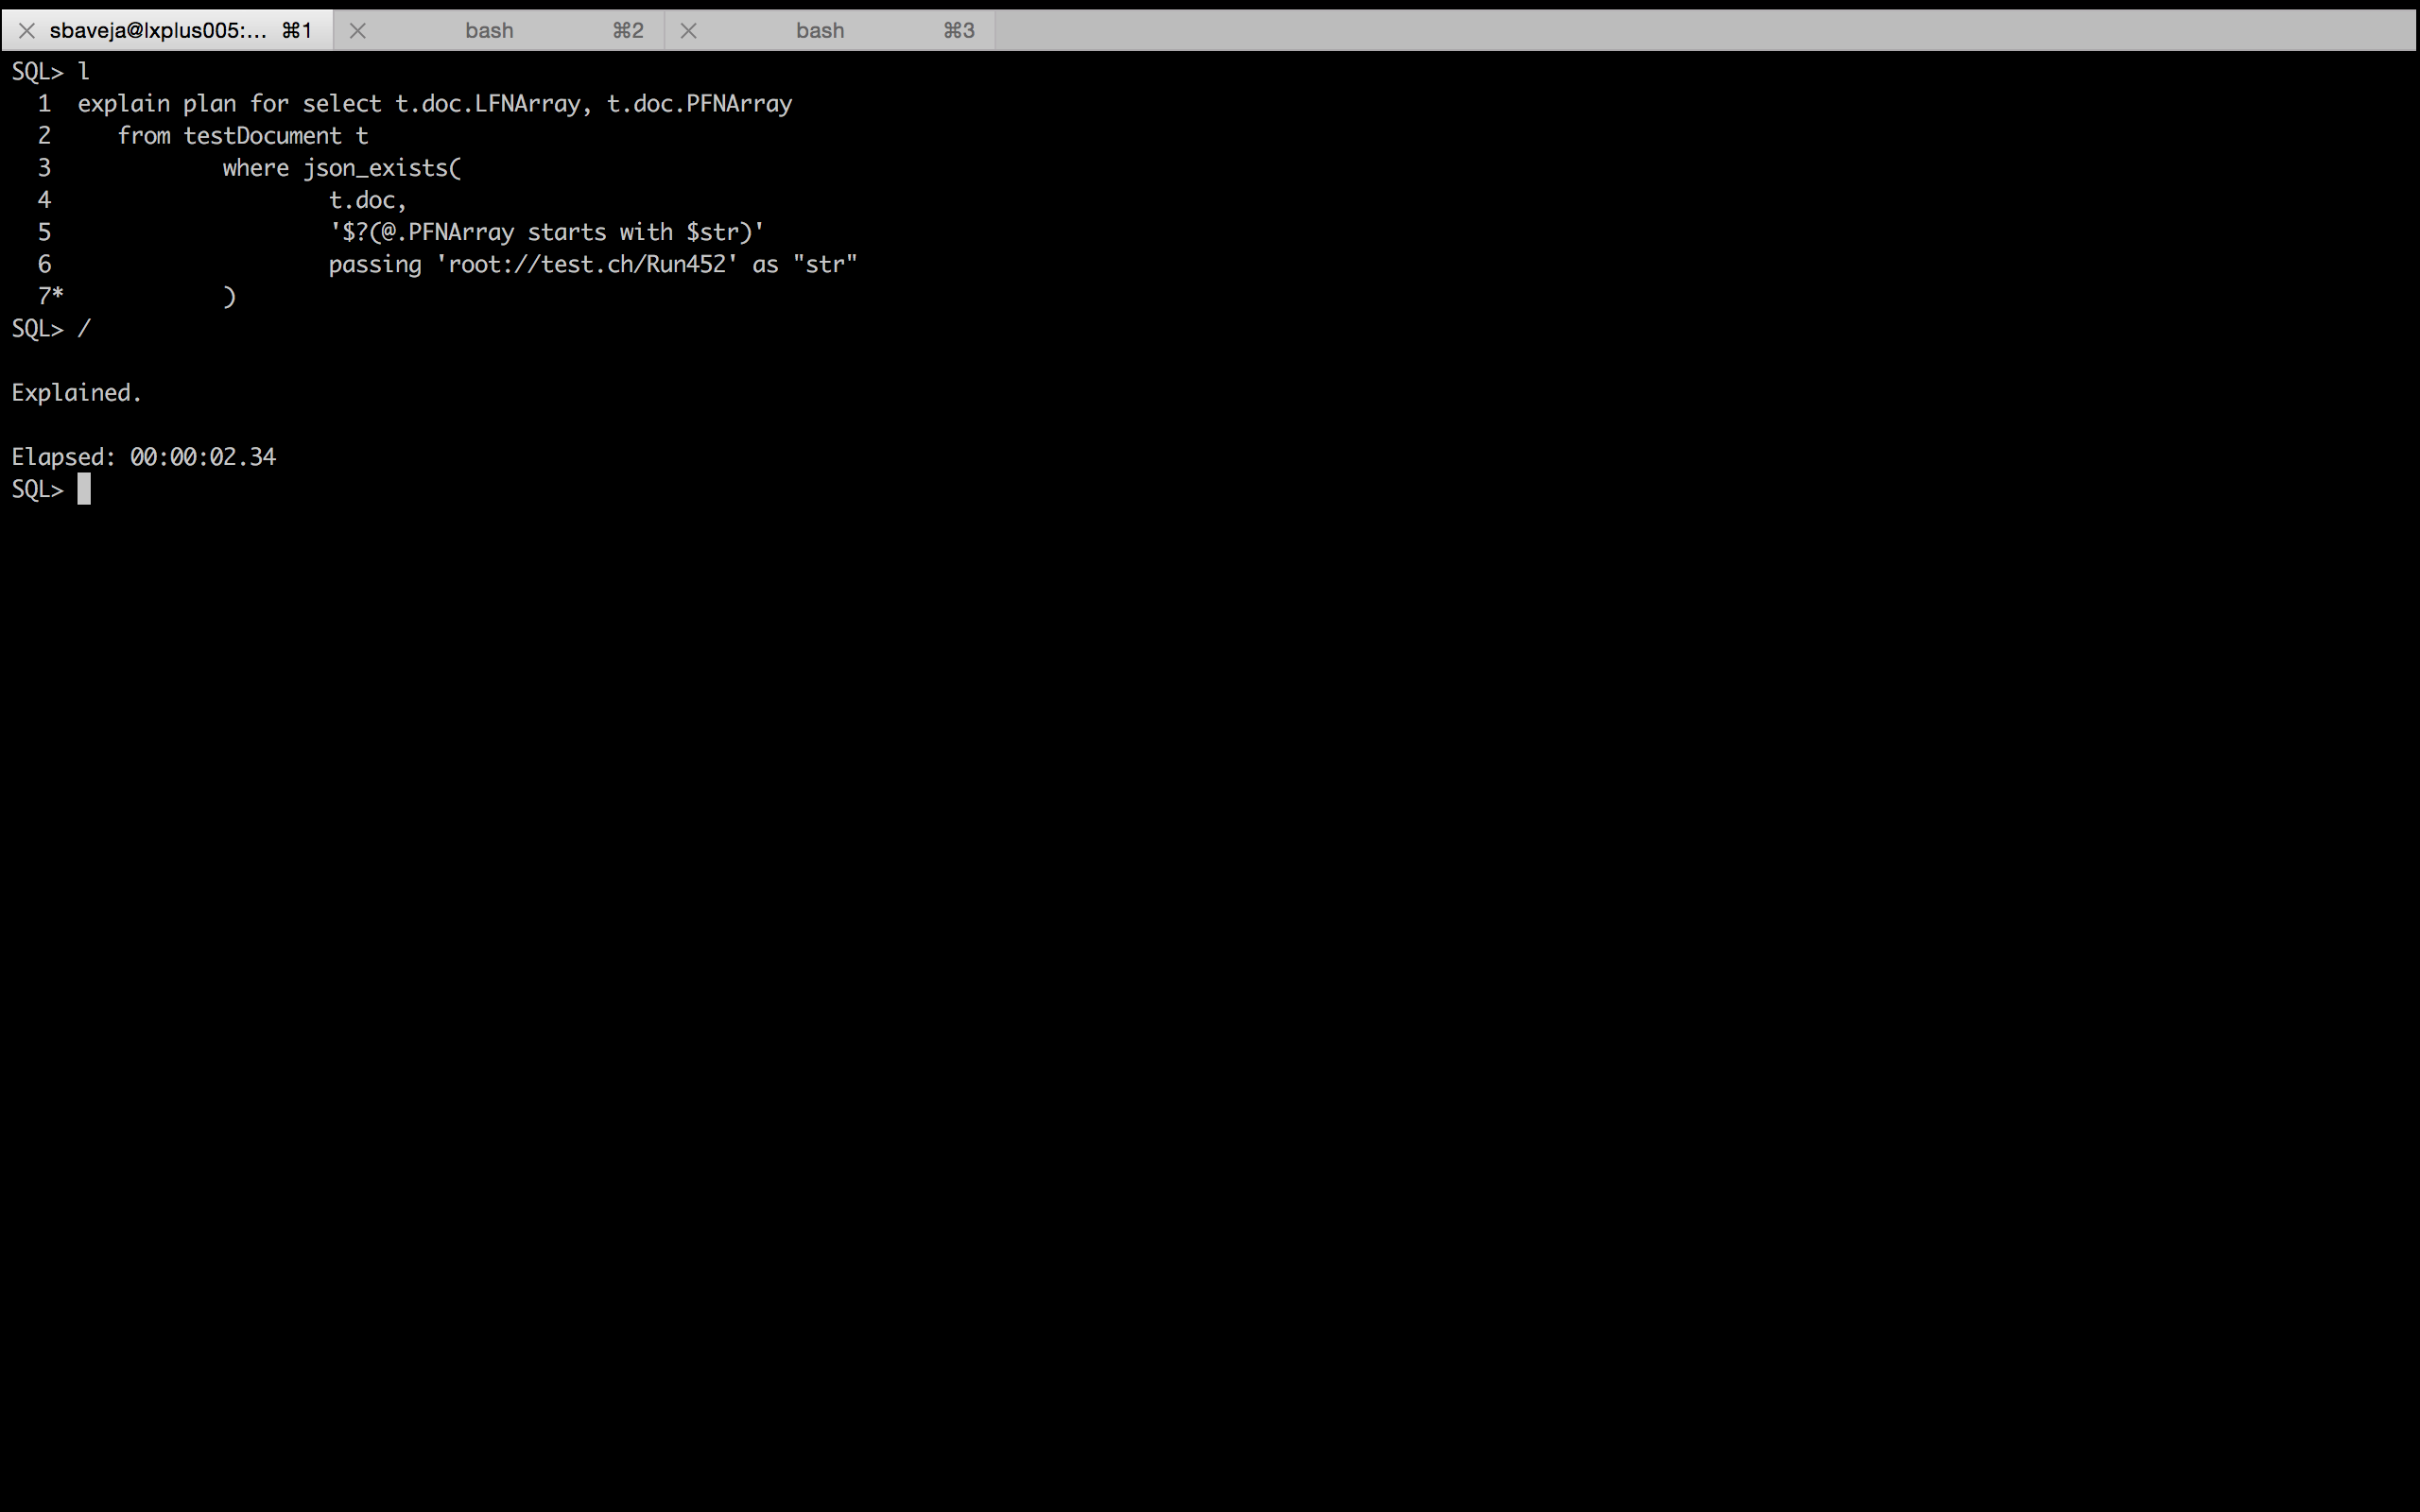 sbaveja@lxplus005:... ⌘1 bash ⌘2 bash ⌘3
SQL> l
  1  explain plan for select t.doc.LFNArray, t.doc.PFNArray
  2     from testDocument t
  3             where json_exists(
  4                     t.doc,
  5                     '$?(@.PFNArray starts with $str)'
  6                     passing 'root://test.ch/Run452' as "str"
  7*            )
SQL> /
Explained.
Elapsed: 00:00:02.34
SQL>